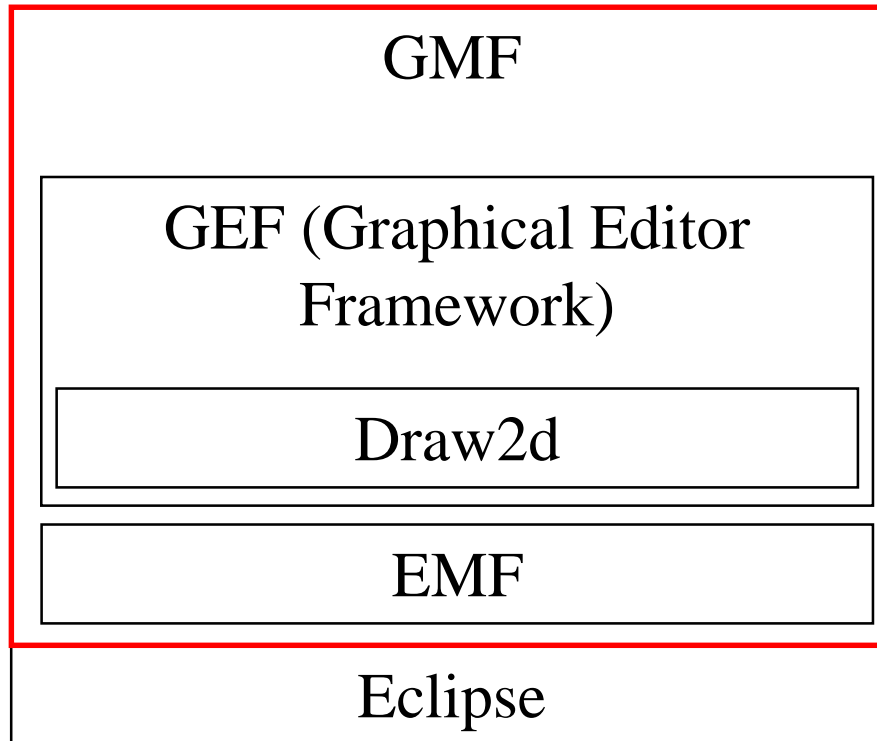 GMF
GEF (Graphical Editor
Framework)
Draw2d
EMF
Eclipse